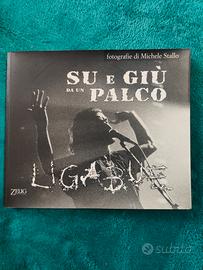 fotografie di Michele Stallo
SU E GIÙ
DA UN PALCO
LIGABUE
ZELIG
subito